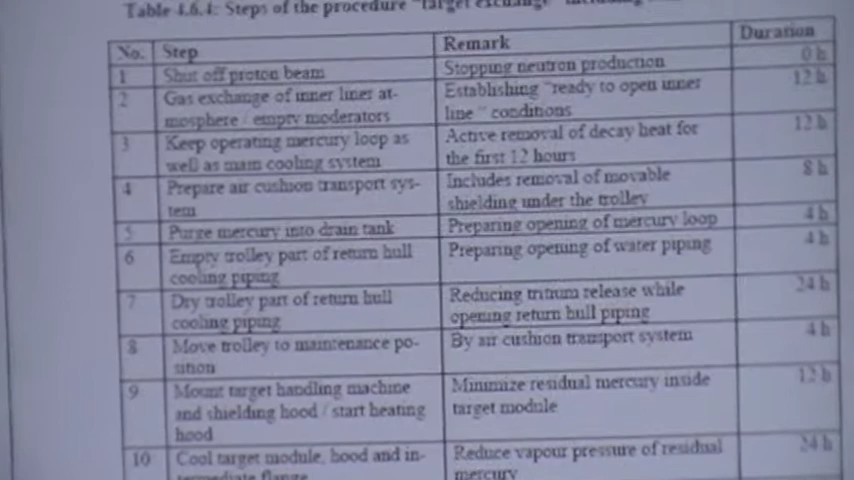 Table 4.6.4: Steps of the procedure "Target exchange" including
No. Step Remark Duration
1 Shut off proton beam Stopping neutron production 0 h
2 Gas exchange of inner liner at- Establishing "ready to open inner 12 h
mosphere / empty moderators line " conditions
3 Keep operating mercury loop as Active removal of decay heat for 12 h
well as main cooling system the first 12 hours
4 Prepare air cushion transport sys- Includes removal of movable 8 h
tem shielding under the trolley
5 Purge mercury into drain tank Preparing opening of mercury loop 4 h
6 Empty trolley part of return hull Preparing opening of water piping 4 h
cooling piping
7 Dry trolley part of return hull Reducing tritium release while 24 h
cooling piping opening return hull piping
8 Move trolley to maintenance po- By air cushion transport system 4 h
sition
9 Mount target handling machine Minimize residual mercury inside 12 h
and shielding hood / start heating target module
hood
10 Cool target module, hood and in- Reduce vapour pressure of residual 24 h
termediate flange mercury